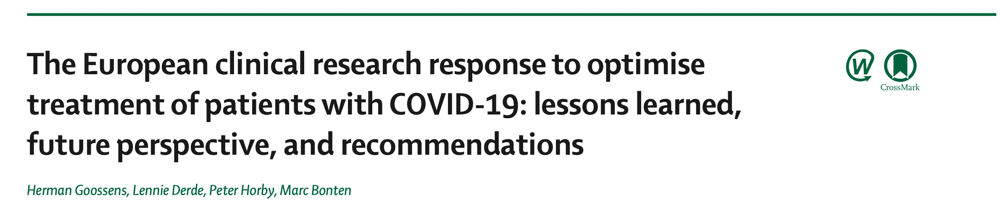 The European clinical research response to optimise
treatment of patients with COVID-19: lessons learned,
future perspective, and recommendations
Herman Goossens, Lennie Derde, Peter Horby, Marc Bonten
W
CrossMark